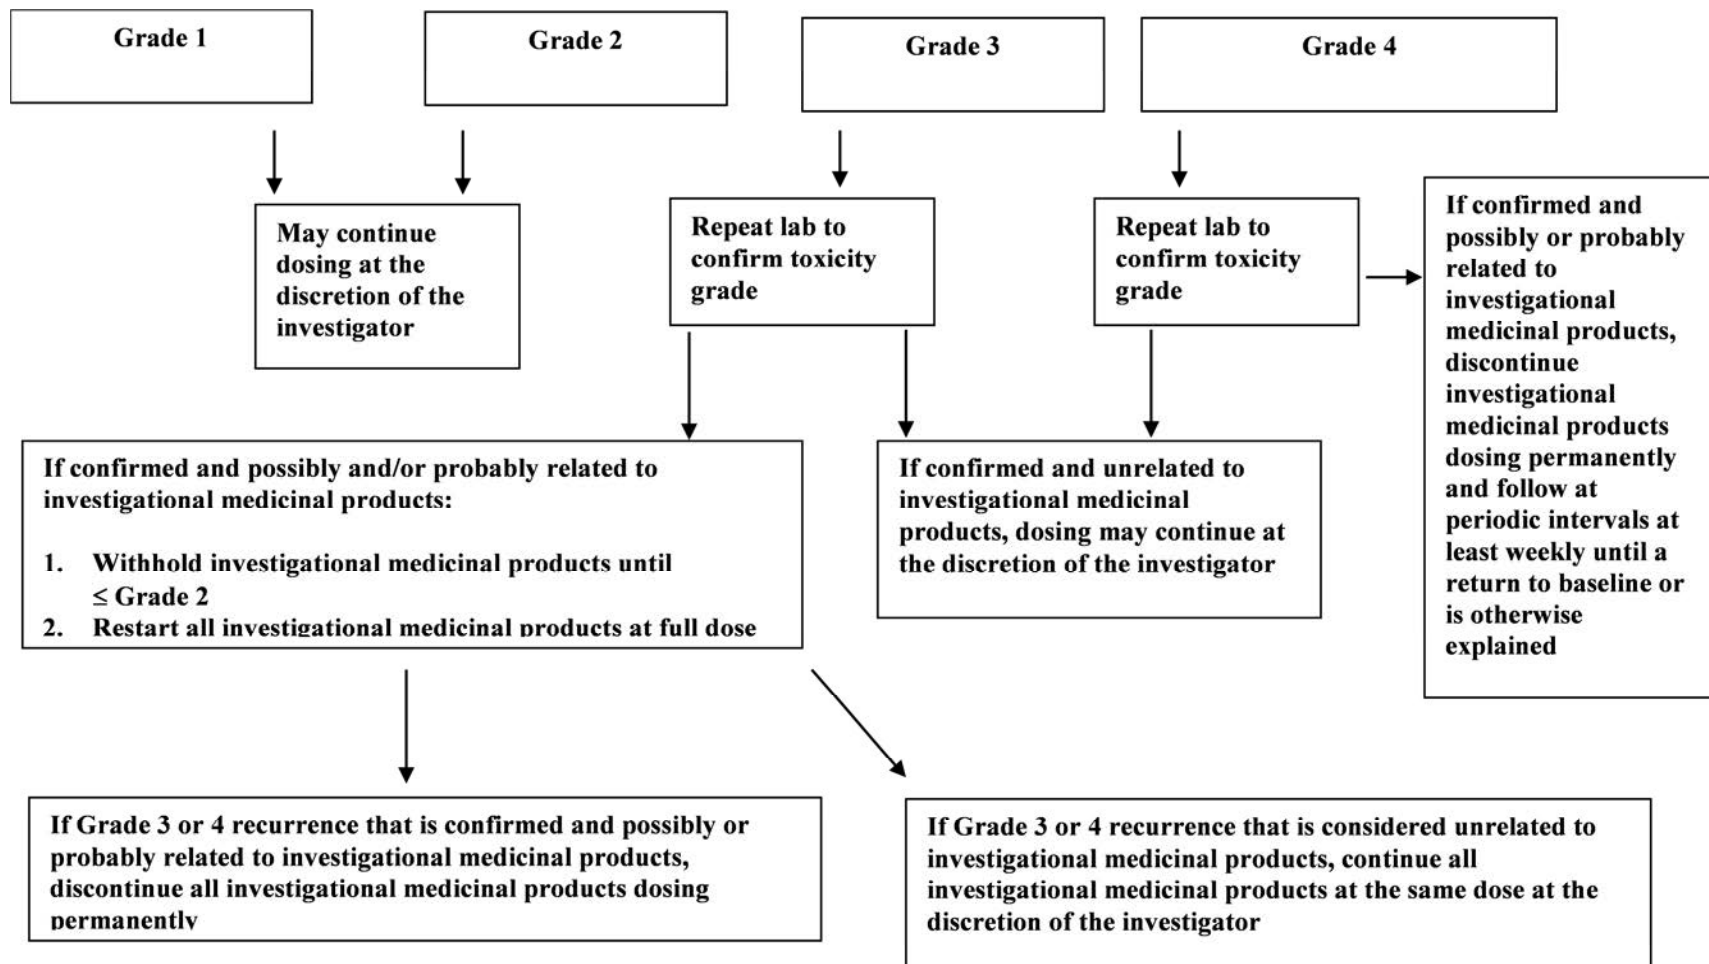 Grade 1
Grade 2
Grade 3
Grade 4
May continue
dosing at the
discretion of the
investigator
Repeat lab to
confirm toxicity
grade
Repeat lab to
confirm toxicity
grade
If confirmed and
possibly or probably
related to
investigational
medicinal products,
discontinue
investigational
medicinal products
dosing permanently
and follow at
periodic intervals at
least weekly until a
return to baseline or
is otherwise
explained
If confirmed and possibly and/or probably related to
investigational medicinal products:
1. Withhold investigational medicinal products until
≤ Grade 2
2. Restart all investigational medicinal products at full dose
If confirmed and unrelated to
investigational medicinal
products, dosing may continue at
the discretion of the investigator
If Grade 3 or 4 recurrence that is confirmed and possibly or
probably related to investigational medicinal products,
discontinue all investigational medicinal products dosing
permanently
If Grade 3 or 4 recurrence that is considered unrelated to
investigational medicinal products, continue all
investigational medicinal products at the same dose at the
discretion of the investigator